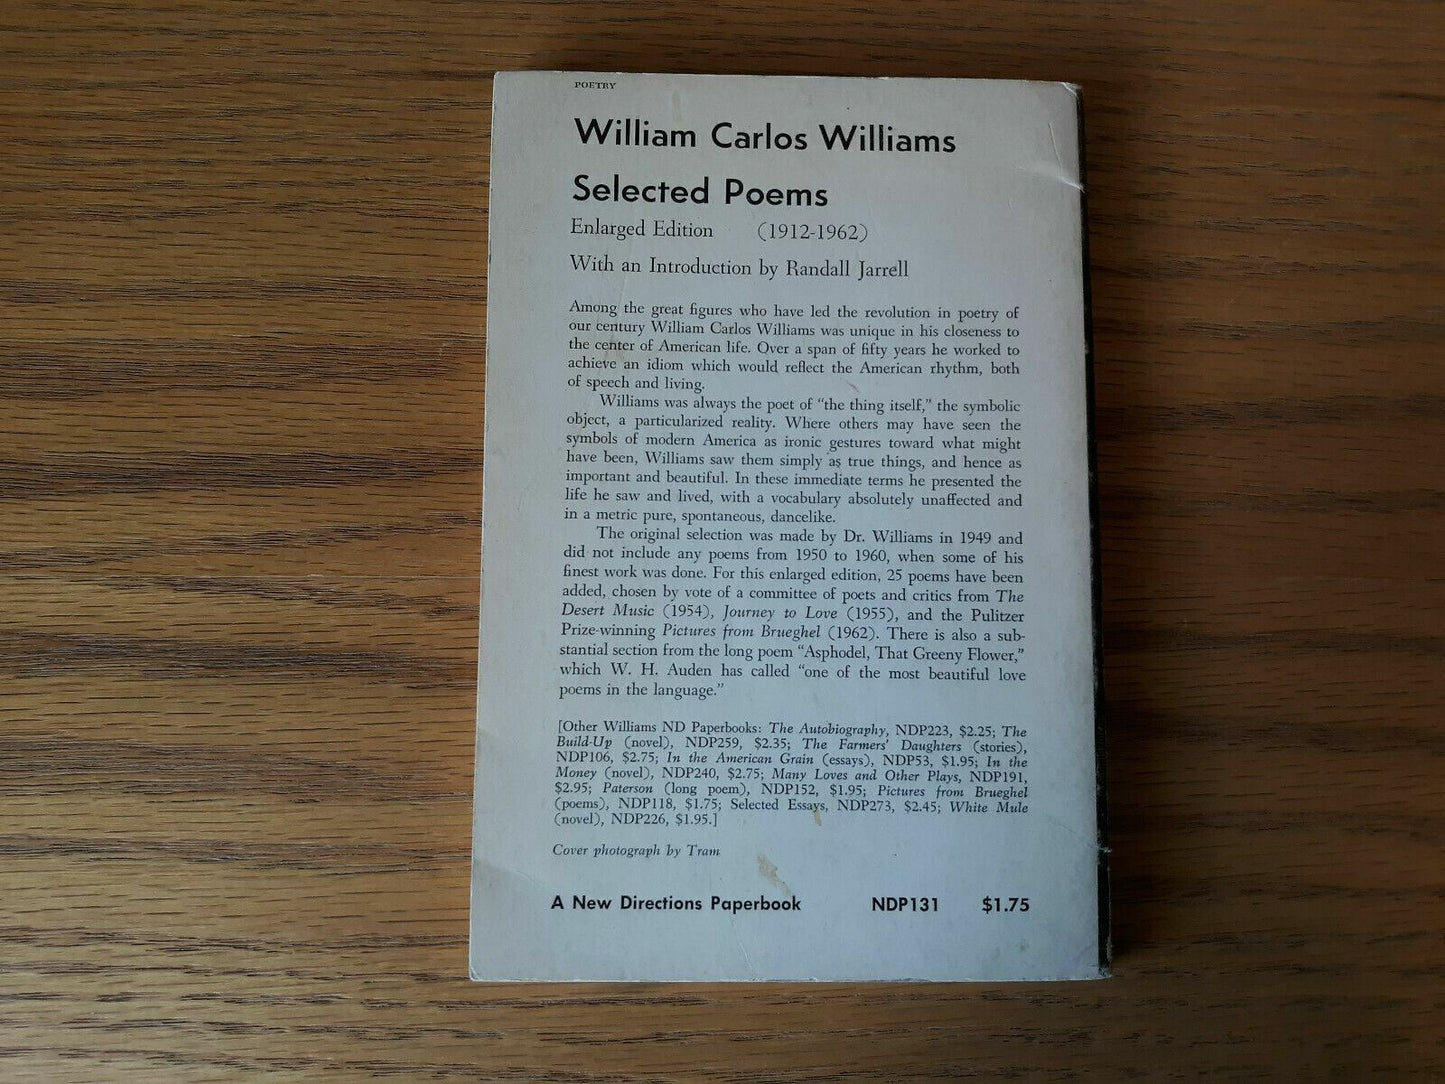 POETRY
William Carlos Williams
Selected Poems
Enlarged Edition (1912-1962)
With an Introduction by Randall Jarrell
Among the great figures who have led the revolution in poetry of
our century William Carlos Williams was unique in his closeness to
the center of American life. Over a span of fifty years he worked to
achieve an idiom which would reflect the American rhythm, both
of speech and living.
Williams was always the poet of "the thing itself," the symbolic
object, a particularized reality. Where others may have seen the
symbols of modern America as ironic gestures toward what might
have been, Williams saw them simply as true things, and hence as
important and beautiful. In these immediate terms he presented the
life he saw and lived, with a vocabulary absolutely unaffected and
in a metric pure, spontaneous, dancelike.
The original selection was made by Dr. Williams in 1949 and
did not include any poems from 1950 to 1960, when some of his
finest work was done. For this enlarged edition, 25 poems have been
added, chosen by vote of a committee of poets and critics from The
Desert Music (1954), Journey to Love (1955), and the Pulitzer
Prize-winning Pictures from Brueghel (1962). There is also a sub-
stantial section from the long poem "Asphodel, That Greeny Flower,"
which W. H. Auden has called "one of the most beautiful love
poems in the language."
[Other Williams ND Paperbooks: The Autobiography, NDP223, $2.25; The
Build-Up (novel), NDP259, $2.35; The Farmers' Daughters (stories),
NDP106, $2.75; In the American Grain (essays), NDP53, $1.95; In the
Money (novel), NDP240, $2.75; Many Loves and Other Plays, NDP191,
$2.95; Paterson (long poem), NDP152, $1.95; Pictures from Brueghel
(poems), NDP118, $1.75; Selected Essays, NDP273, $2.45; White Mule
(novel), NDP226, $1.95.]
Cover photograph by Tram
A New Directions Paperbook NDP131 $1.75